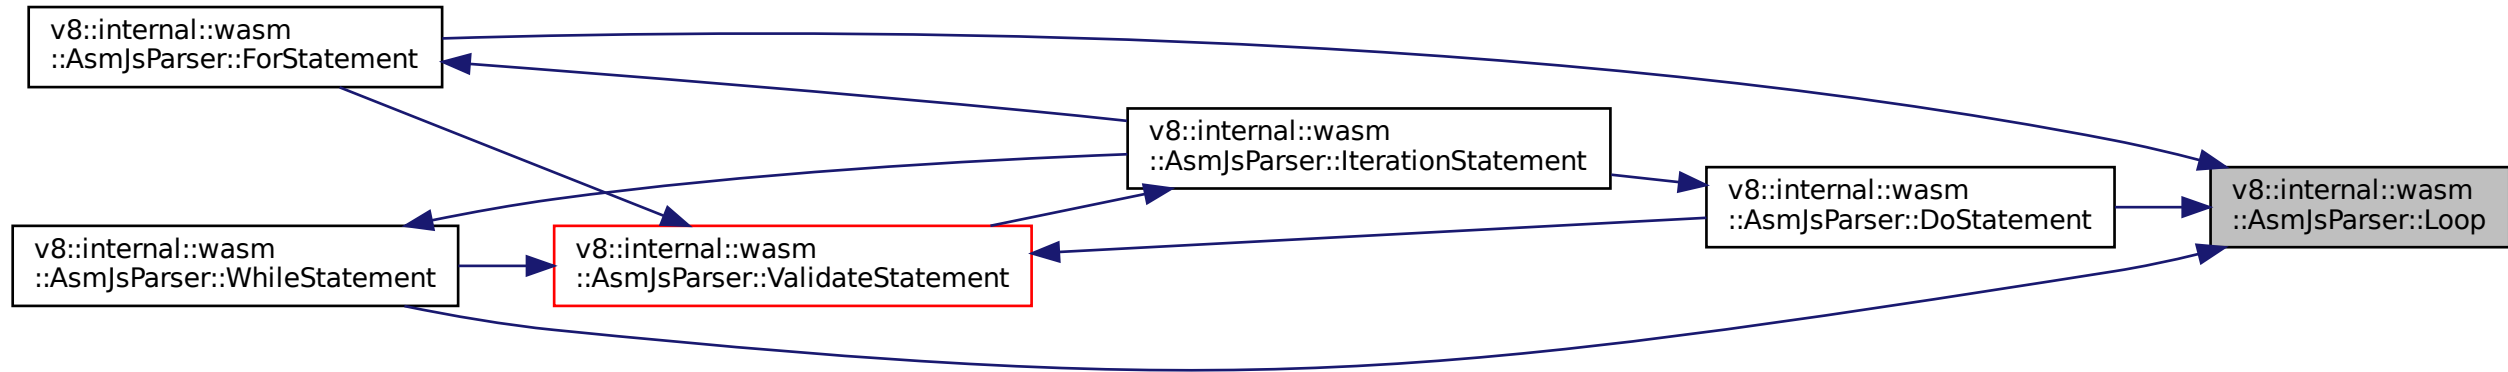 v8::internal::wasm
::AsmJsParser::ForStatement
v8::internal::wasm
::AsmJsParser::IterationStatement
v8::internal::wasm
::AsmJsParser::DoStatement
v8::internal::wasm
::AsmJsParser::Loop
v8::internal::wasm
::AsmJsParser::WhileStatement
v8::internal::wasm
::AsmJsParser::ValidateStatement